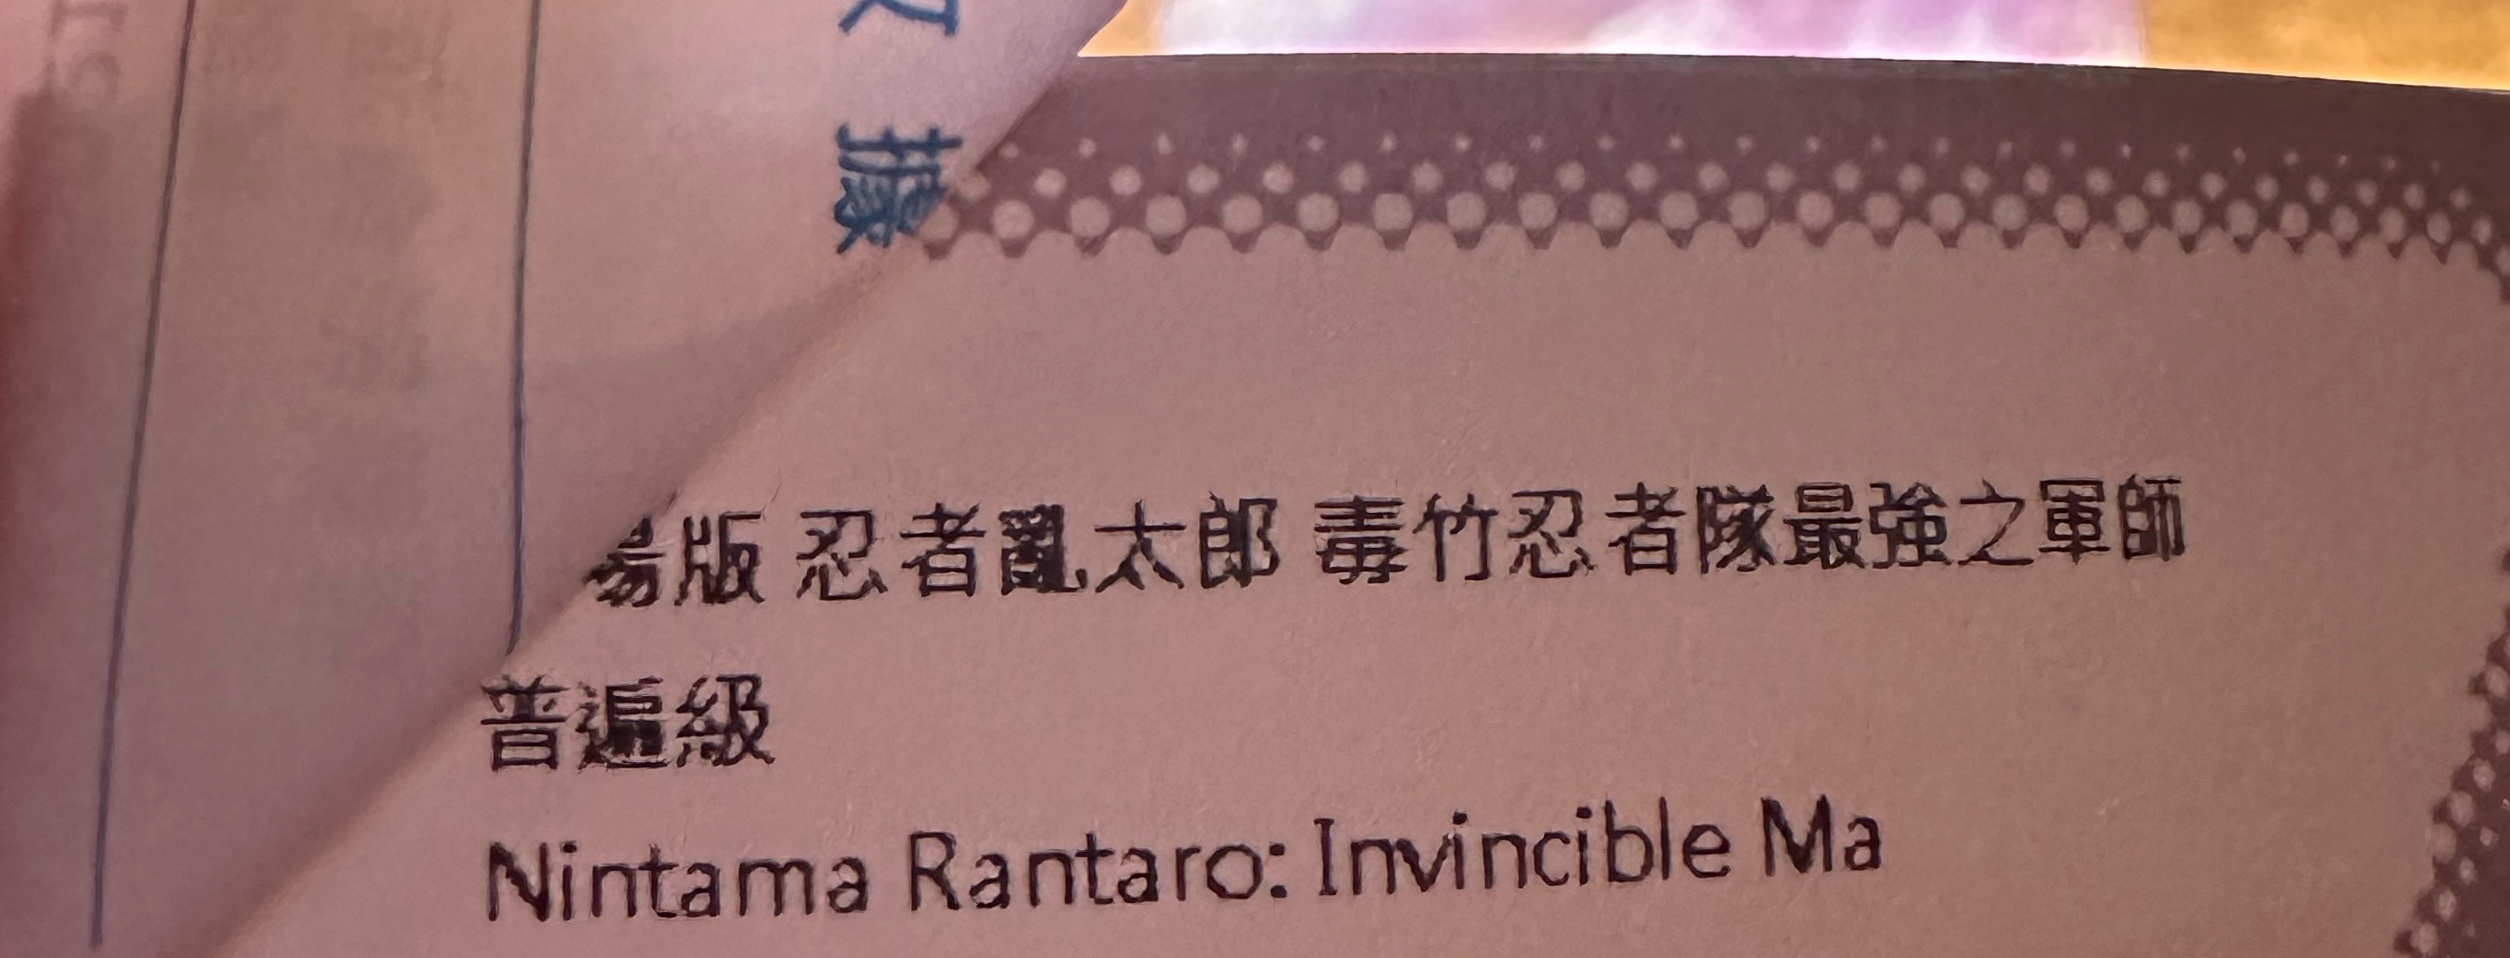 場版 忍者亂太郎 毒竹忍者隊最強之軍師
普遍級
Nintama Rantaro: Invincible Ma